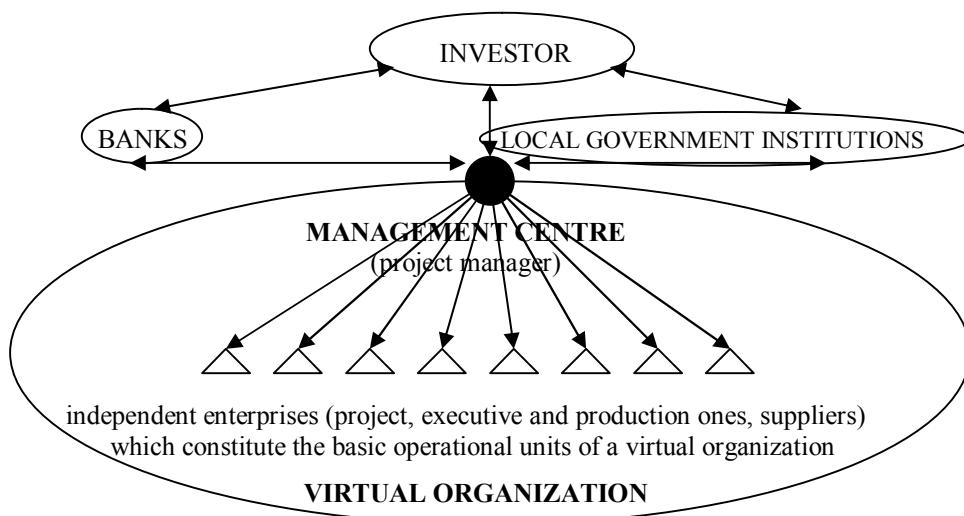 INVESTOR
BANKS
LOCAL GOVERNMENT INSTITUTIONS
MANAGEMENT CENTRE
(project manager)
independent enterprises (project, executive and production ones, suppliers)
which constitute the basic operational units of a virtual organization
VIRTUAL ORGANIZATION